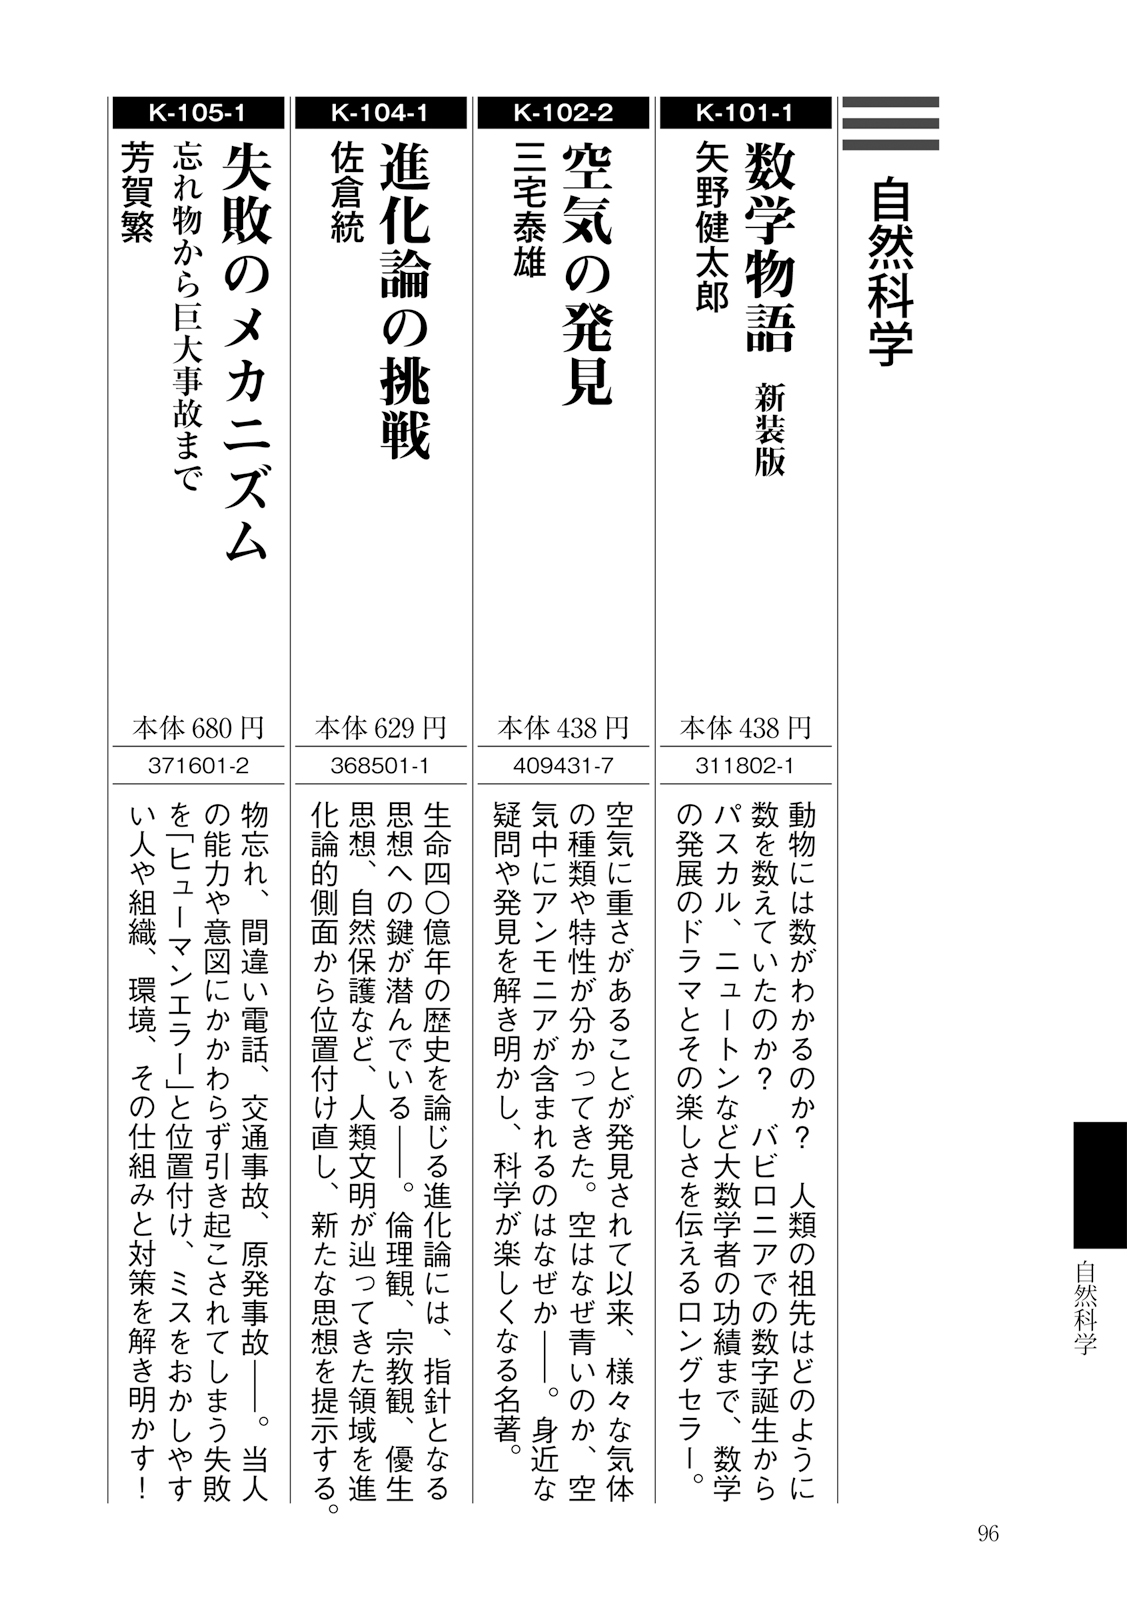 自然科学
K-101-1
数学物語 新装版
矢野健太郎
本体438円
311802-1
動物には数がわかるのか？ 人類の祖先はどのように
数を数えていたのか？ バビロニアでの数字誕生から
パスカル、ニュートンなど大数学者の功績まで、数学
の発展のドラマとその楽しさを伝えるロングセラー。
K-102-2
空気の発見
三宅泰雄
本体438円
409431-7
空気に重さがあることが発見されて以来、様々な気体
の種類や特性が分かってきた。空はなぜ青いのか、空
気中にアンモニアが含まれるのはなぜか――。身近な
疑問や発見を解き明かし、科学が楽しくなる名著。
K-104-1
進化論の挑戦
佐倉統
本体629円
368501-1
生命四〇億年の歴史を論じる進化論には、指針となる
思想への鍵が潜んでいる――。倫理観、宗教観、優生
思想、自然保護など、人類文明が辿ってきた領域を進
化論的側面から位置付け直し、新たな思想を提示する。
K-105-1
失敗のメカニズム
忘れ物から巨大事故まで
芳賀繁
本体680円
371601-2
物忘れ、間違い電話、交通事故、原発事故――。当人
の能力や意図にかかわらず引き起こされてしまう失敗
を「ヒューマンエラー」と位置付け、ミスをおかしやす
い人や組織、環境、その仕組みと対策を解き明かす！
自然科学
96